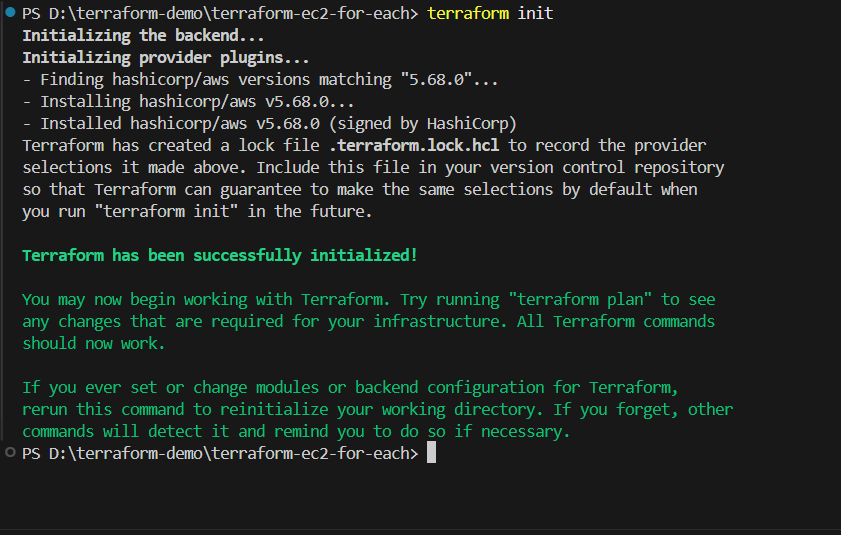 PS D:\terraform-demo\terraform-ec2-for-each> terraform init
Initializing the backend...
Initializing provider plugins...
- Finding hashicorp/aws versions matching "5.68.0"...
- Installing hashicorp/aws v5.68.0...
- Installed hashicorp/aws v5.68.0 (signed by HashiCorp)
Terraform has created a lock file .terraform.lock.hcl to record the provider
selections it made above. Include this file in your version control repository
so that Terraform can guarantee to make the same selections by default when
you run "terraform init" in the future.
Terraform has been successfully initialized!
You may now begin working with Terraform. Try running "terraform plan" to see
any changes that are required for your infrastructure. All Terraform commands
should now work.
If you ever set or change modules or backend configuration for Terraform,
rerun this command to reinitialize your working directory. If you forget, other
commands will detect it and remind you to do so if necessary.
PS D:\terraform-demo\terraform-ec2-for-each>